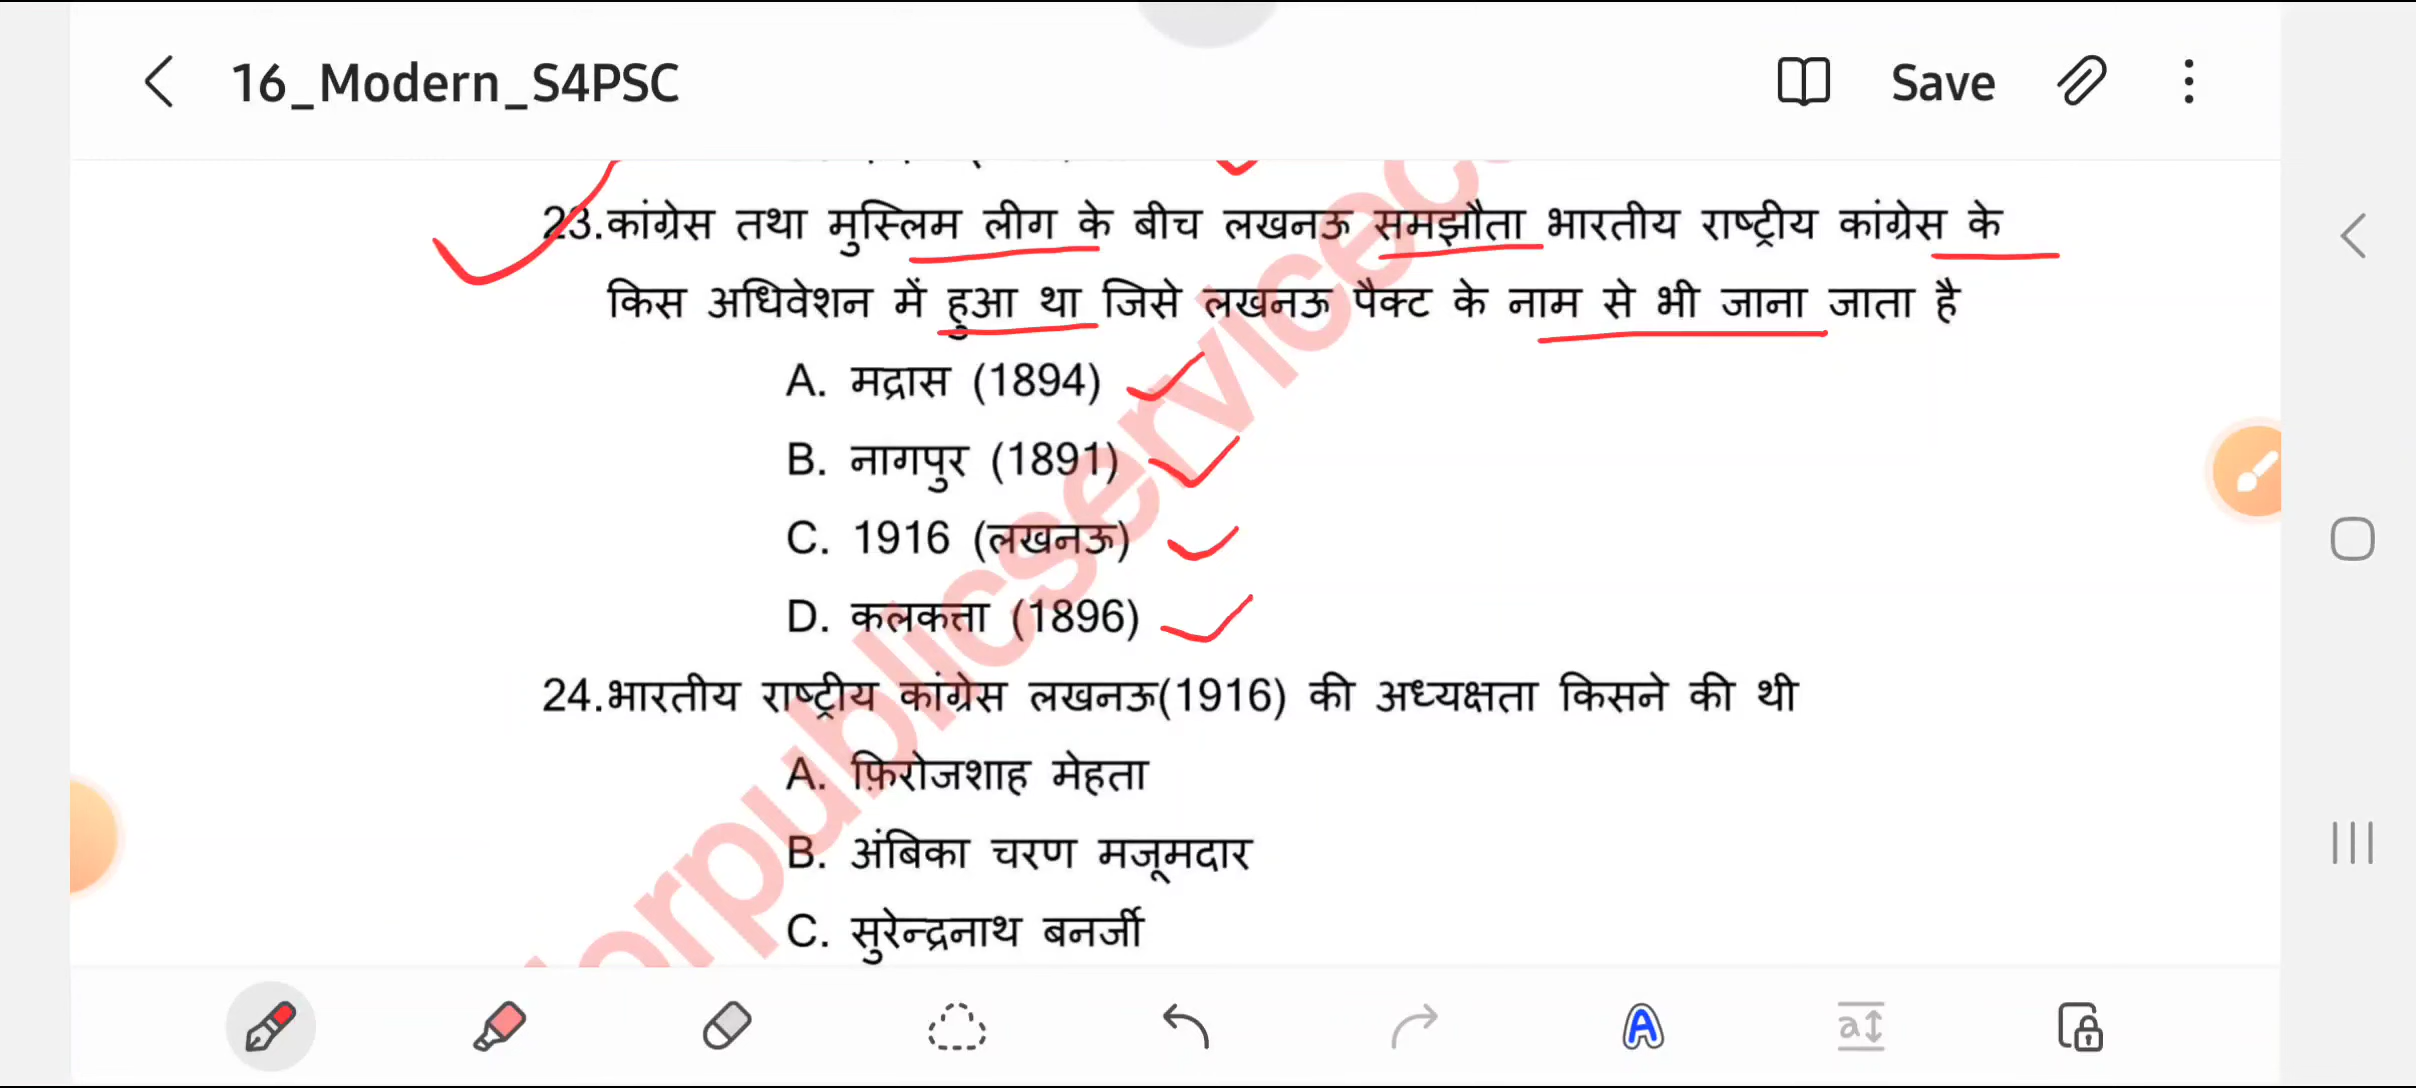 16_Modern_S4PSC
Save
23.कांग्रेस तथा मुस्लिम लीग के बीच लखनऊ समझौता भारतीय राष्ट्रीय कांग्रेस के
किस अधिवेशन में हुआ था जिसे लखनऊ पैक्ट के नाम से भी जाना जाता है
A. मद्रास (1894)
B. नागपुर (1891)
C. 1916 (लखनऊ)
D. कलकत्ता (1896)
24.भारतीय राष्ट्रीय कांग्रेस लखनऊ(1916) की अध्यक्षता किसने की थी
A. फ़िरोजशाह मेहता
B. अंबिका चरण मजूमदार
C. सुरेन्द्रनाथ बनर्जी
orpublicservicec
A
a